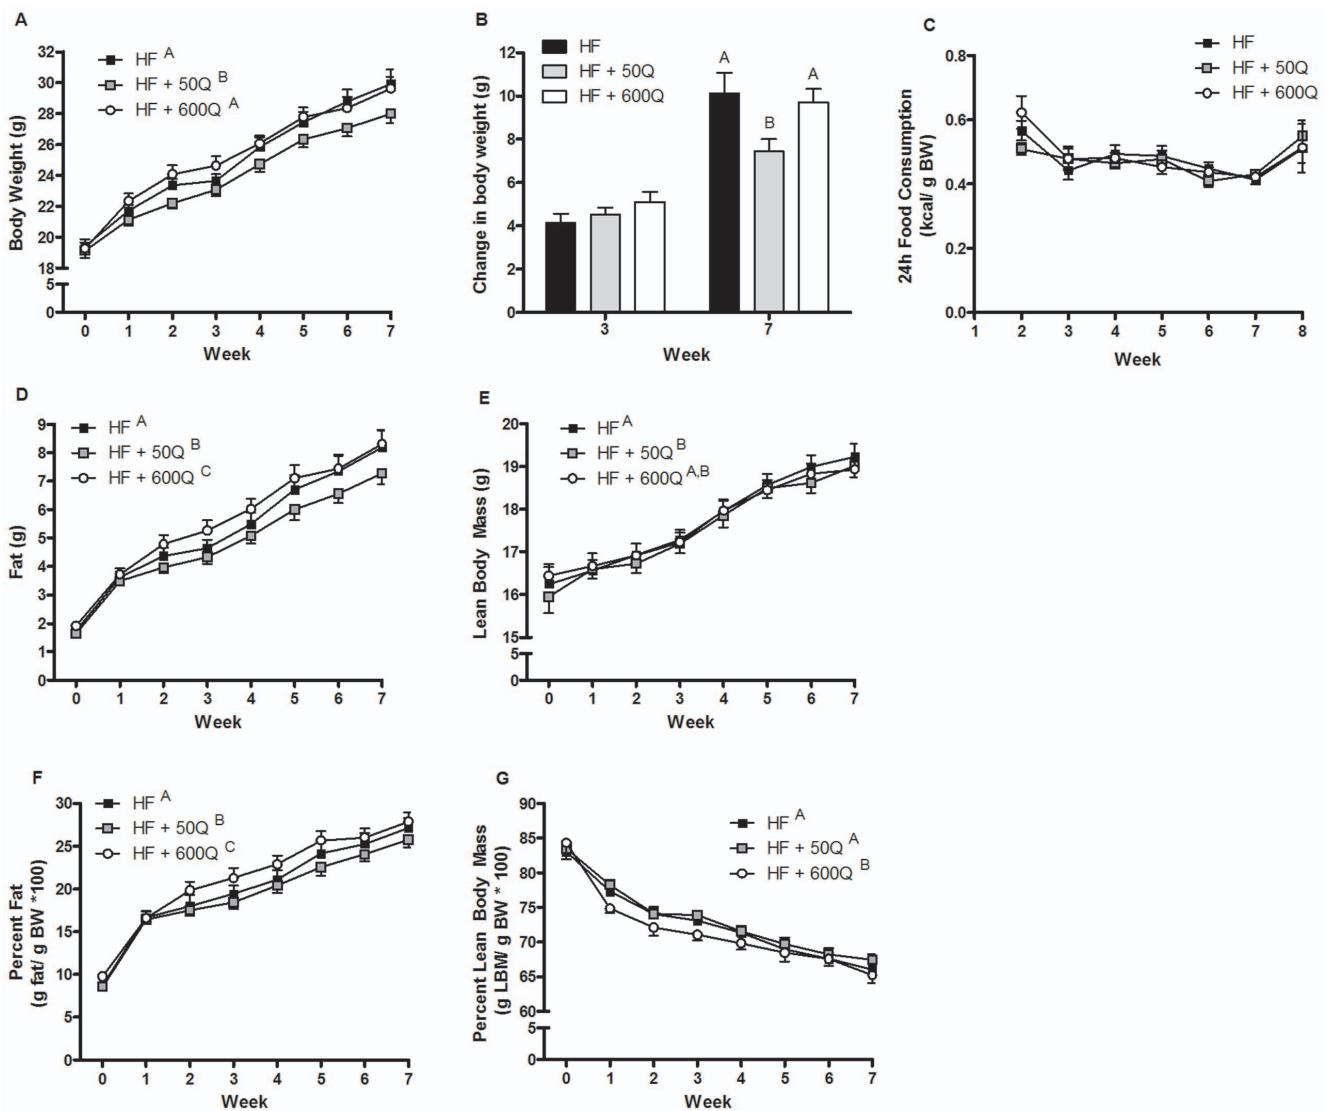 A
HF A
HF + 50Q B
HF + 600Q A
Body Weight (g)
32
30
28
26
24
22
20
18
5
0
0 1 2 3 4 5 6 7
Week
B
HF
HF + 50Q
HF + 600Q
Change in body weight (g)
12
10
8
6
4
2
0
A
B
A
3 7
Week
C
HF
HF + 50Q
HF + 600Q
24h Food Consumption
(kcal/ g BW)
0.8
0.6
0.4
0.2
0.0
1 2 3 4 5 6 7 8
Week
D
HF A
HF + 50Q B
HF + 600Q C
Fat (g)
9
8
7
6
5
4
3
2
1
0
0 1 2 3 4 5 6 7
Week
E
HF A
HF + 50Q B
HF + 600Q A,B
Lean Body Mass (g)
20
19
18
17
16
15
5
0
0 1 2 3 4 5 6 7
Week
F
HF A
HF + 50Q B
HF + 600Q C
Percent Fat
(g fat/ g BW *100)
30
25
20
15
10
5
0
0 1 2 3 4 5 6 7
Week
G
HF A
HF + 50Q A
HF + 600Q B
Percent Lean Body Mass
(g LBM/ g BW * 100)
90
85
80
75
70
65
60
5
0
0 1 2 3 4 5 6 7
Week